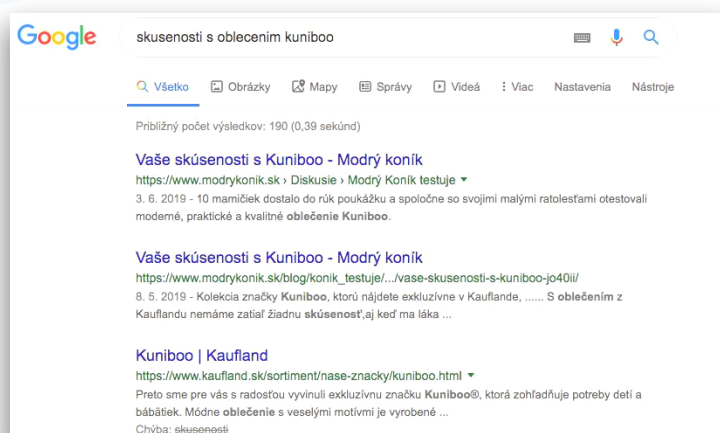 Google
skusenosti s oblecenim kuniboo
Všetko Obrázky Mapy Správy Videá Viac Nastavenia Nástroje
Približný počet výsledkov: 190 (0,39 sekúnd)
Vaše skúsenosti s Kuniboo - Modrý koník
https://www.modrykonik.sk › Diskusie › Modrý Koník testuje
3. 6. 2019 - 10 mamičiek dostalo do rúk poukážku a spoločne so svojimi malými ratolesťami otestovali
moderné, praktické a kvalitné oblečenie Kuniboo.
Vaše skúsenosti s Kuniboo - Modrý koník
https://www.modrykonik.sk/blog/konik_testuje/.../vase-skusenosti-s-kuniboo-jo40ii/
8. 5. 2019 - Kolekcia značky Kuniboo, ktorú nájdete exkluzívne v Kauflande, ...... S oblečením z
Kauflandu nemáme zatiaľ žiadnu skúsenosť,aj keď ma láka ...
Kuniboo | Kaufland
https://www.kaufland.sk/sortiment/nase-znacky/kuniboo.html
Preto sme pre vás s radosťou vyvinuli exkluzívnu značku Kuniboo®, ktorá zohľadňuje potreby detí a
bábätiek. Módne oblečenie s veselými motívmi je vyrobené ...
Chýba: skusenosti